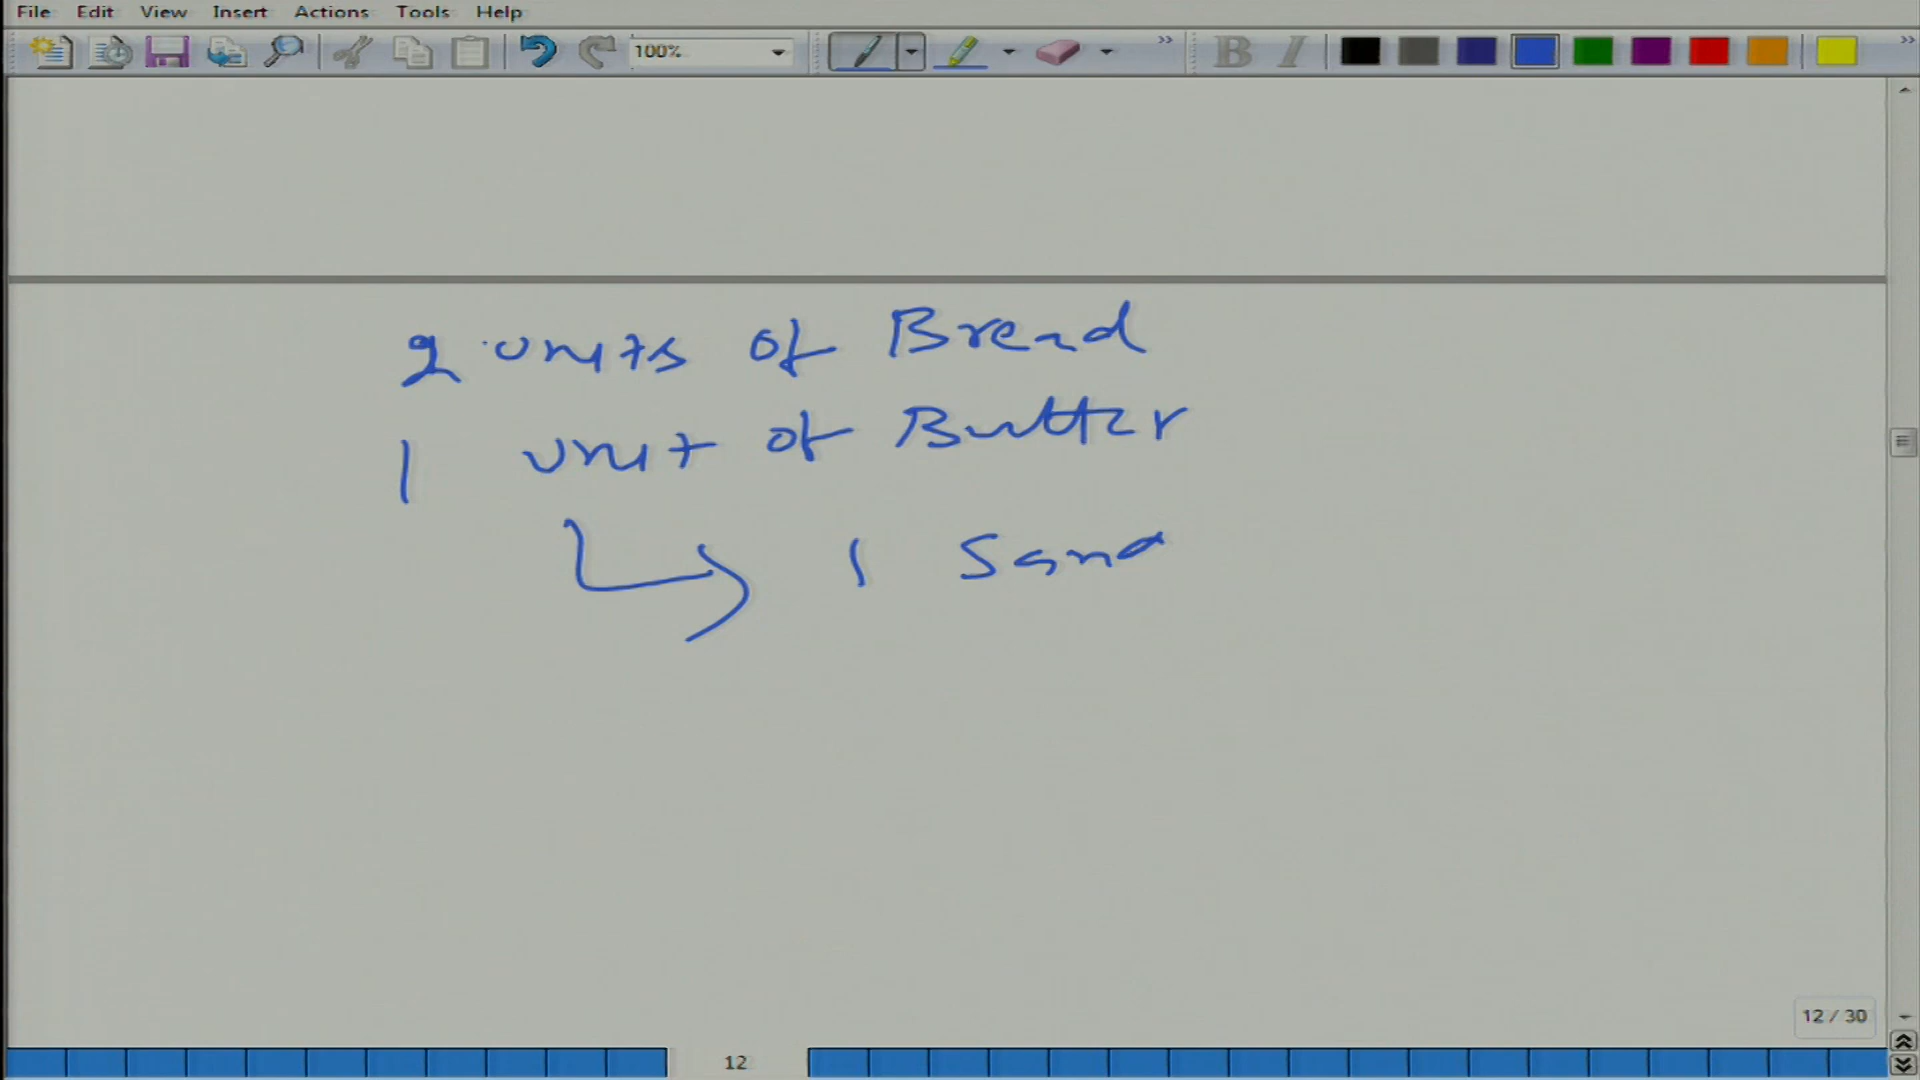 File Edit View Insert Actions Tools Help
100% B I
2 units of Bread
1 unit of Butter
1 Sand
12 / 30
12